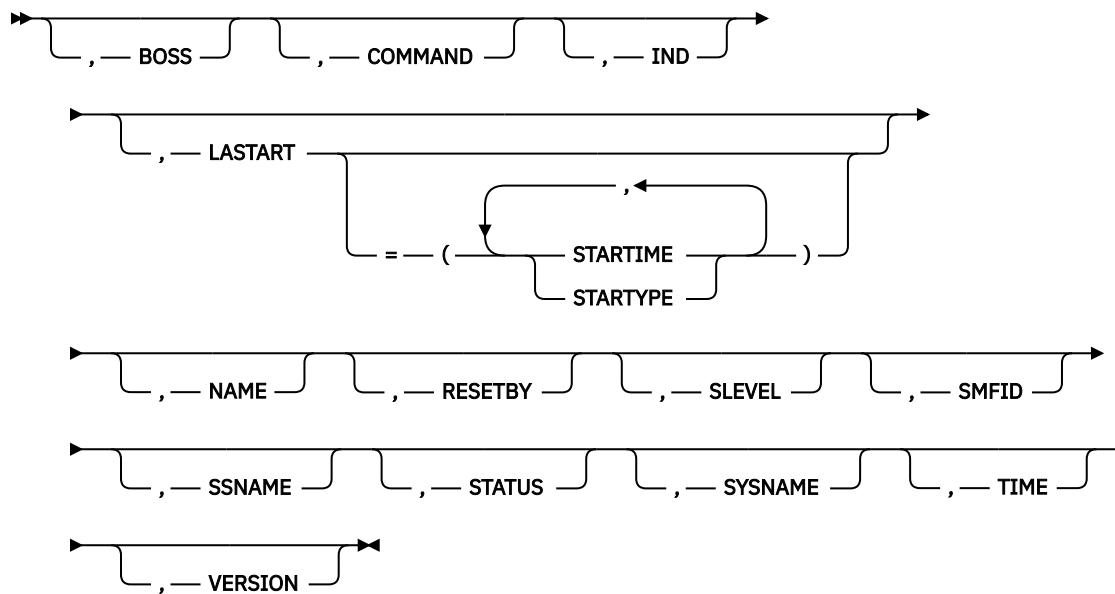 , BOSS , COMMAND , IND
, LASTART
,
= ( STARTIME )
STARTYPE
, NAME , RESETBY , SLEVEL , SMFID
, SSNAME , STATUS , SYSNAME , TIME
, VERSION